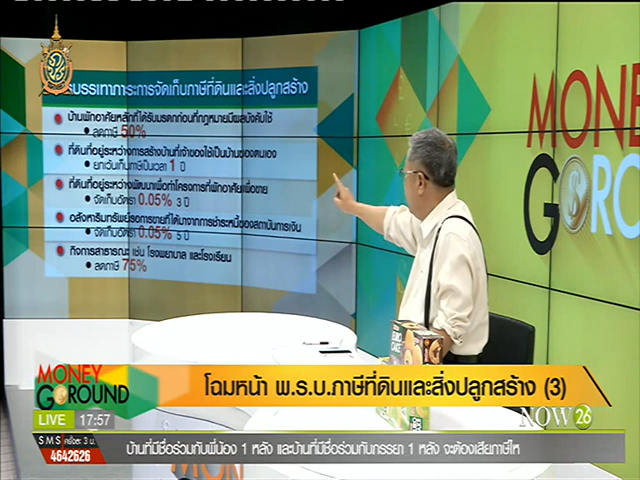 รบรรเทาภาระการจัดเก็บภาษีที่ดินและสิ่งปลูกสร้าง
บ้านพักอาศัยหลักที่ได้รับมรดกก่อนที่กฎหมายมีผลบังคับใช้
• ลดภาษี 50%
ที่ดินที่อยู่ระหว่างการสร้างบ้านที่เจ้าของใช้เป็นบ้านของตนเอง
• ยกเว้นเก็บภาษีเป็นเวลา 1 ปี
ที่ดินที่อยู่ระหว่างพัฒนาเพื่อทำโครงการที่พักอาศัยเพื่อขาย
• จัดเก็บอัตรา 0.05% 3 ปี
อสังหาริมทรัพย์รอการขายที่ได้มาจากการชำระหนี้ของสถาบันการเงิน
• จัดเก็บอัตรา 0.05% 5 ปี
กิจการสาธารณะ เช่น โรงพยาบาล และโรงเรียน
• ลดภาษี 75%
MONEY
GROUND
EURO
CAKE
MONEY
GROUND
โฉมหน้า พ.ร.บ.ภาษีที่ดินและสิ่งปลูกสร้าง (3)
LIVE 17:57
NOW26
SMS ครั้งละ 3 บ.
4642626
บ้านที่มีชื่อร่วมกับพี่น้อง 1 หลัง และบ้านที่มีชื่อร่วมกับภรรยา 1 หลัง จะต้องเสียภาษีไห